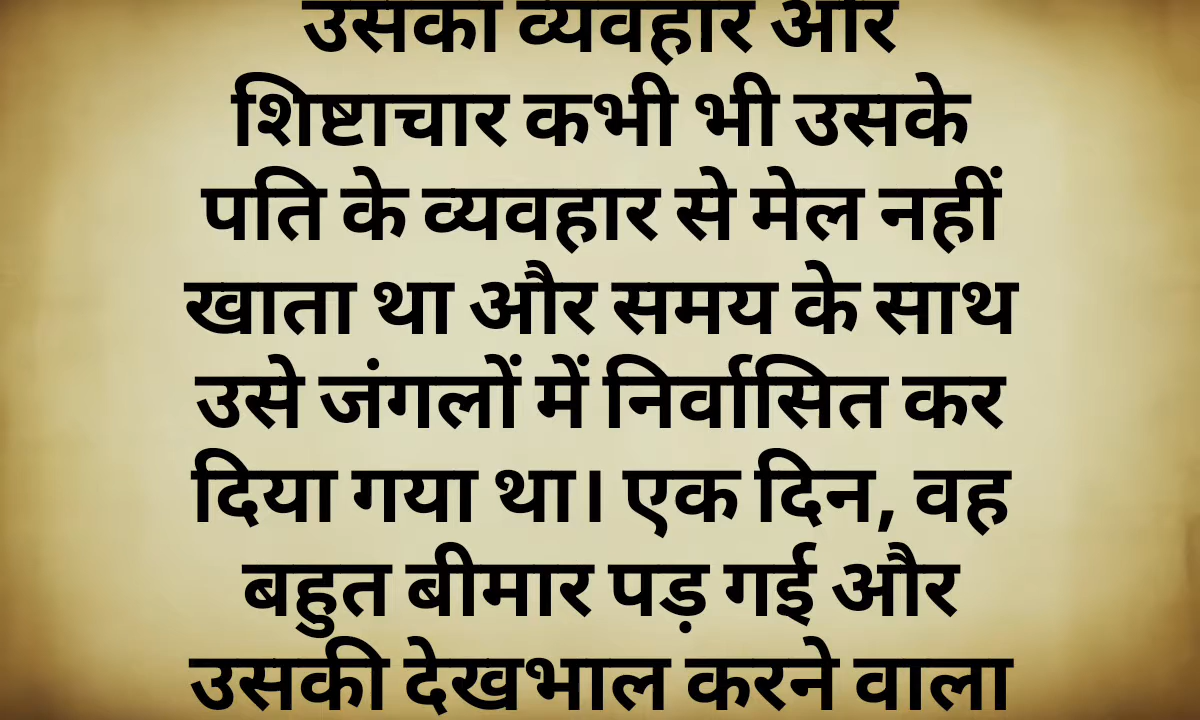 उसका व्यवहार और
शिष्टाचार कभी भी उसके
पति के व्यवहार से मेल नहीं
खाता था और समय के साथ
उसे जंगलों में निर्वासित कर
दिया गया था। एक दिन, वह
बहुत बीमार पड़ गई और
उसकी देखभाल करने वाला